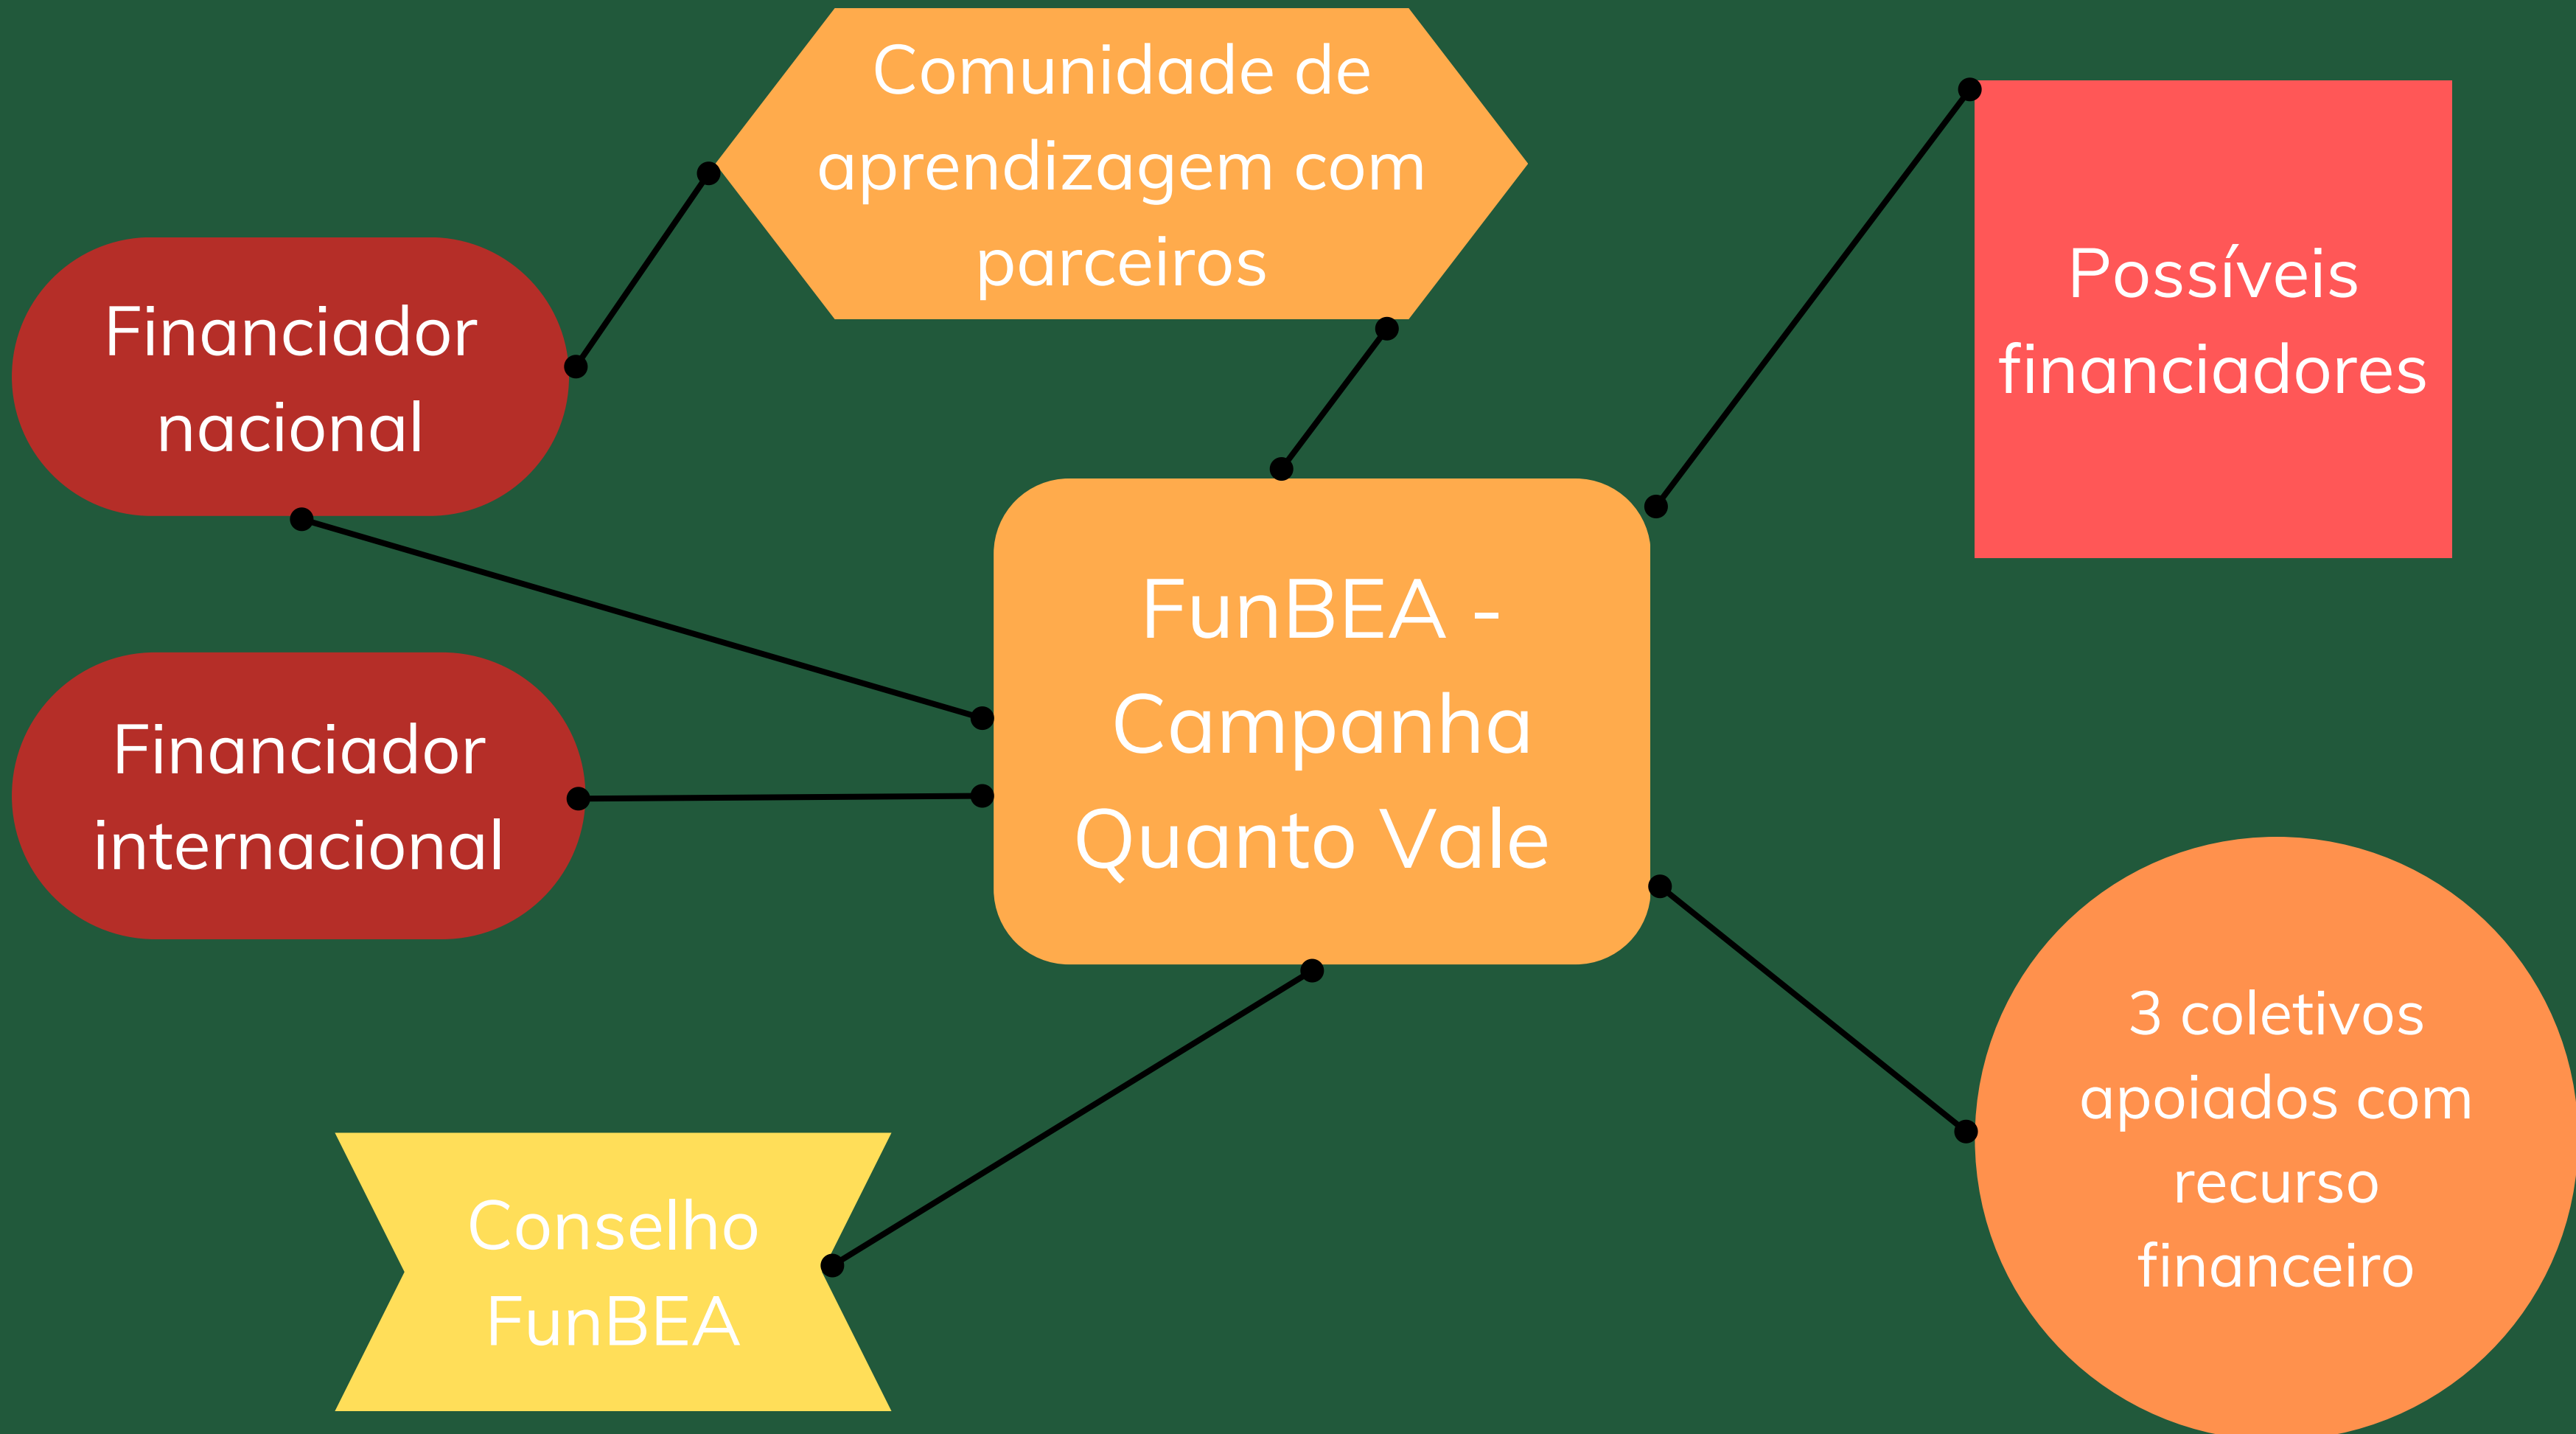 Comunidade de
aprendizagem com
parceiros
Possíveis
financiadores
Financiador
nacional
FunBEA -
Campanha
Quanto Vale
Financiador
internacional
3 coletivos
apoiados com
recurso
financeiro
Conselho
FunBEA